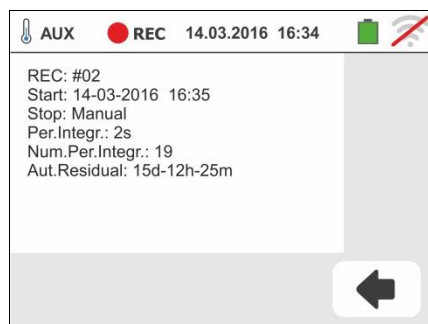 AUX REC 14.03.2016 16:34
REC: #02
Start: 14-03-2016 16:35
Stop: Manual
Per.Integr.: 2s
Num.Per.Integr.: 19
Aut.Residual: 15d-12h-25m